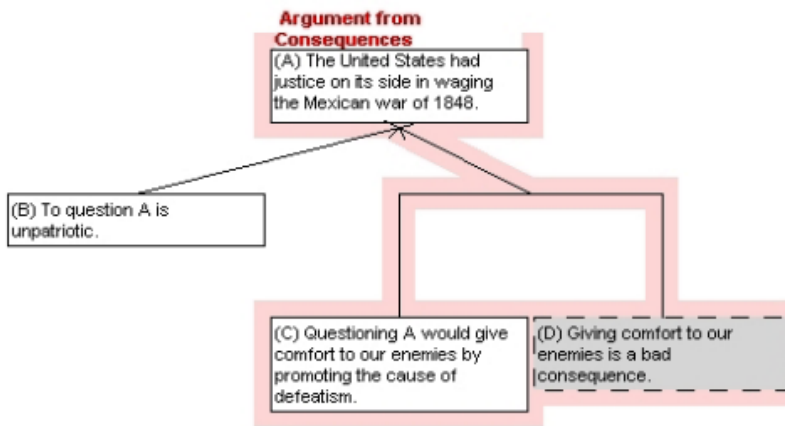 Argument from
Consequences
(A) The United States had
justice on its side in waging
the Mexican war of 1848.
(B) To question A is
unpatriotic.
(C) Questioning A would give
comfort to our enemies by
promoting the cause of
defeatism.
(D) Giving comfort to our
enemies is a bad
consequence.